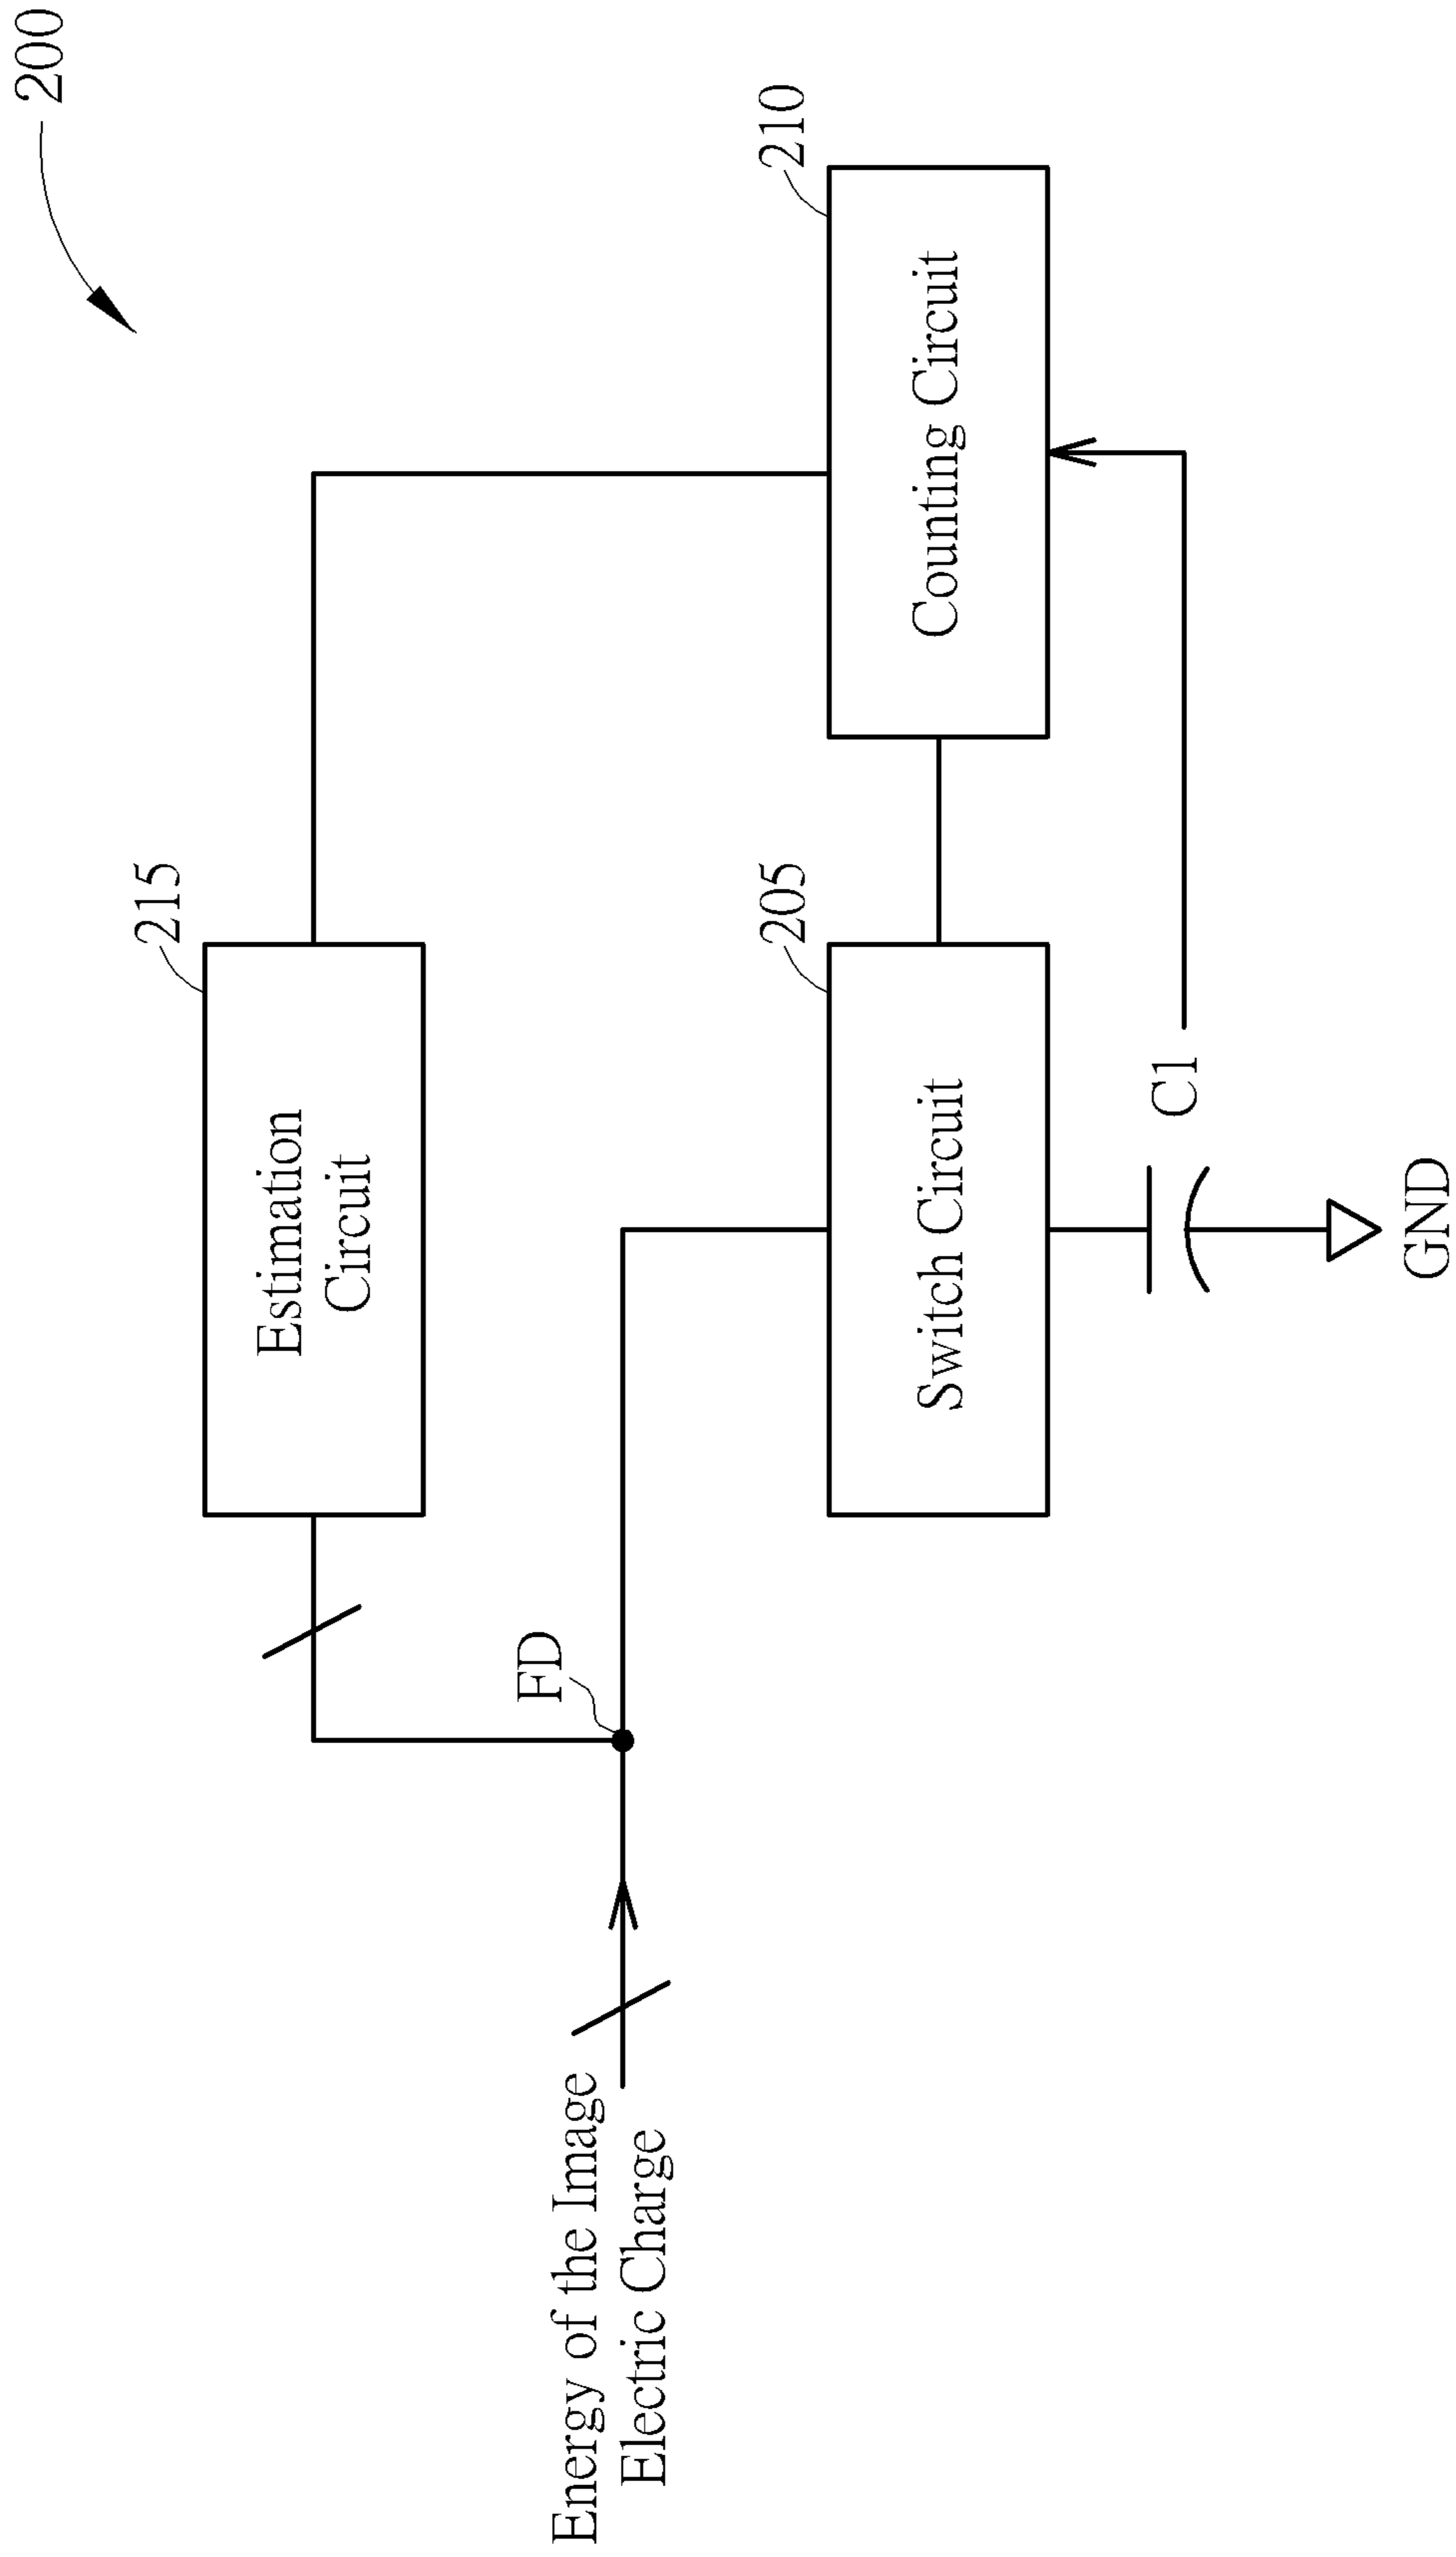 200
215
Estimation
Circuit
FD
Energy of the Image
Electric Charge
205
Switch Circuit
210
Counting Circuit
C1
GND